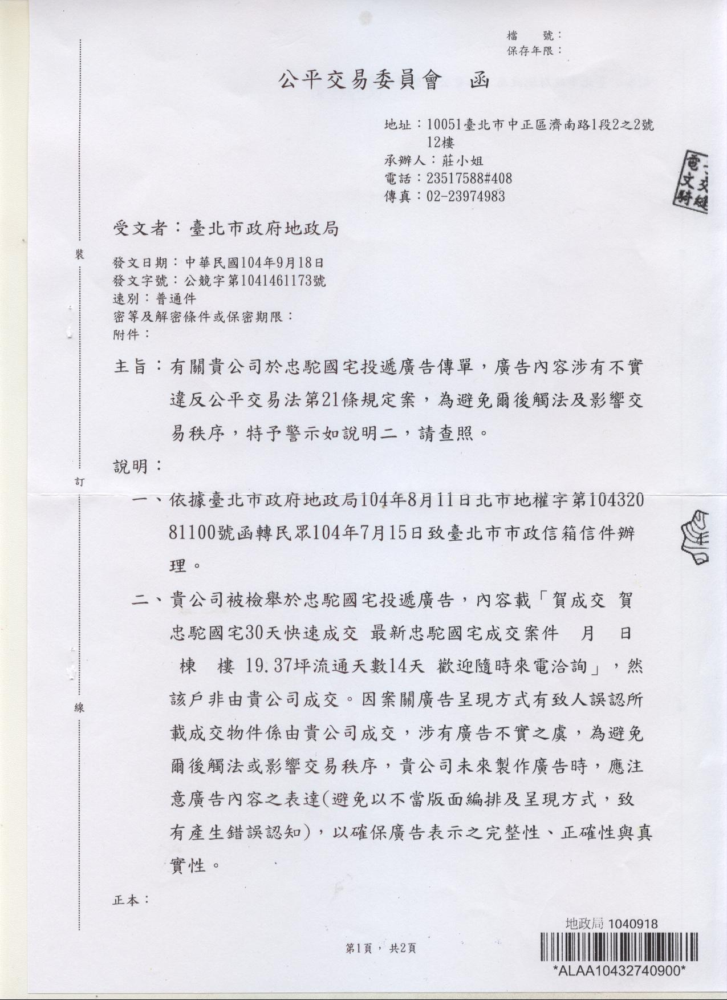 檔　　號：
保存年限：
公平交易委員會　函
地址：10051臺北市中正區濟南路1段2之2號
12樓
承辦人：莊小姐
電話：23517588#408
傳真：02-23974983
電
文交
騎縫
受文者：臺北市政府地政局
發文日期：中華民國104年9月18日
發文字號：公競字第1041461173號
速別：普通件
密等及解密條件或保密期限：
附件：
主旨：有關貴公司於忠駝國宅投遞廣告傳單，廣告內容涉有不實
違反公平交易法第21條規定案，為避免爾後觸法及影響交
易秩序，特予警示如說明二，請查照。
說明：
一、依據臺北市政府地政局104年8月11日北市地權字第104320
81100號函轉民眾104年7月15日致臺北市市政信箱信件辦
理。
二、貴公司被檢舉於忠駝國宅投遞廣告，內容載「賀成交 賀
忠駝國宅30天快速成交 最新忠駝國宅成交案件　月　日
棟　樓 19.37坪流通天數14天 歡迎隨時來電洽詢」，然
該戶非由貴公司成交。因案關廣告呈現方式有致人誤認所
載成交物件係由貴公司成交，涉有廣告不實之虞，為避免
爾後觸法或影響交易秩序，貴公司未來製作廣告時，應注
意廣告內容之表達(避免以不當版面編排及呈現方式，致
有產生錯誤認知)，以確保廣告表示之完整性、正確性與真
實性。
正本：
裝
訂
線
地政局 1040918
*ALAA10432740900*
第1頁， 共2頁